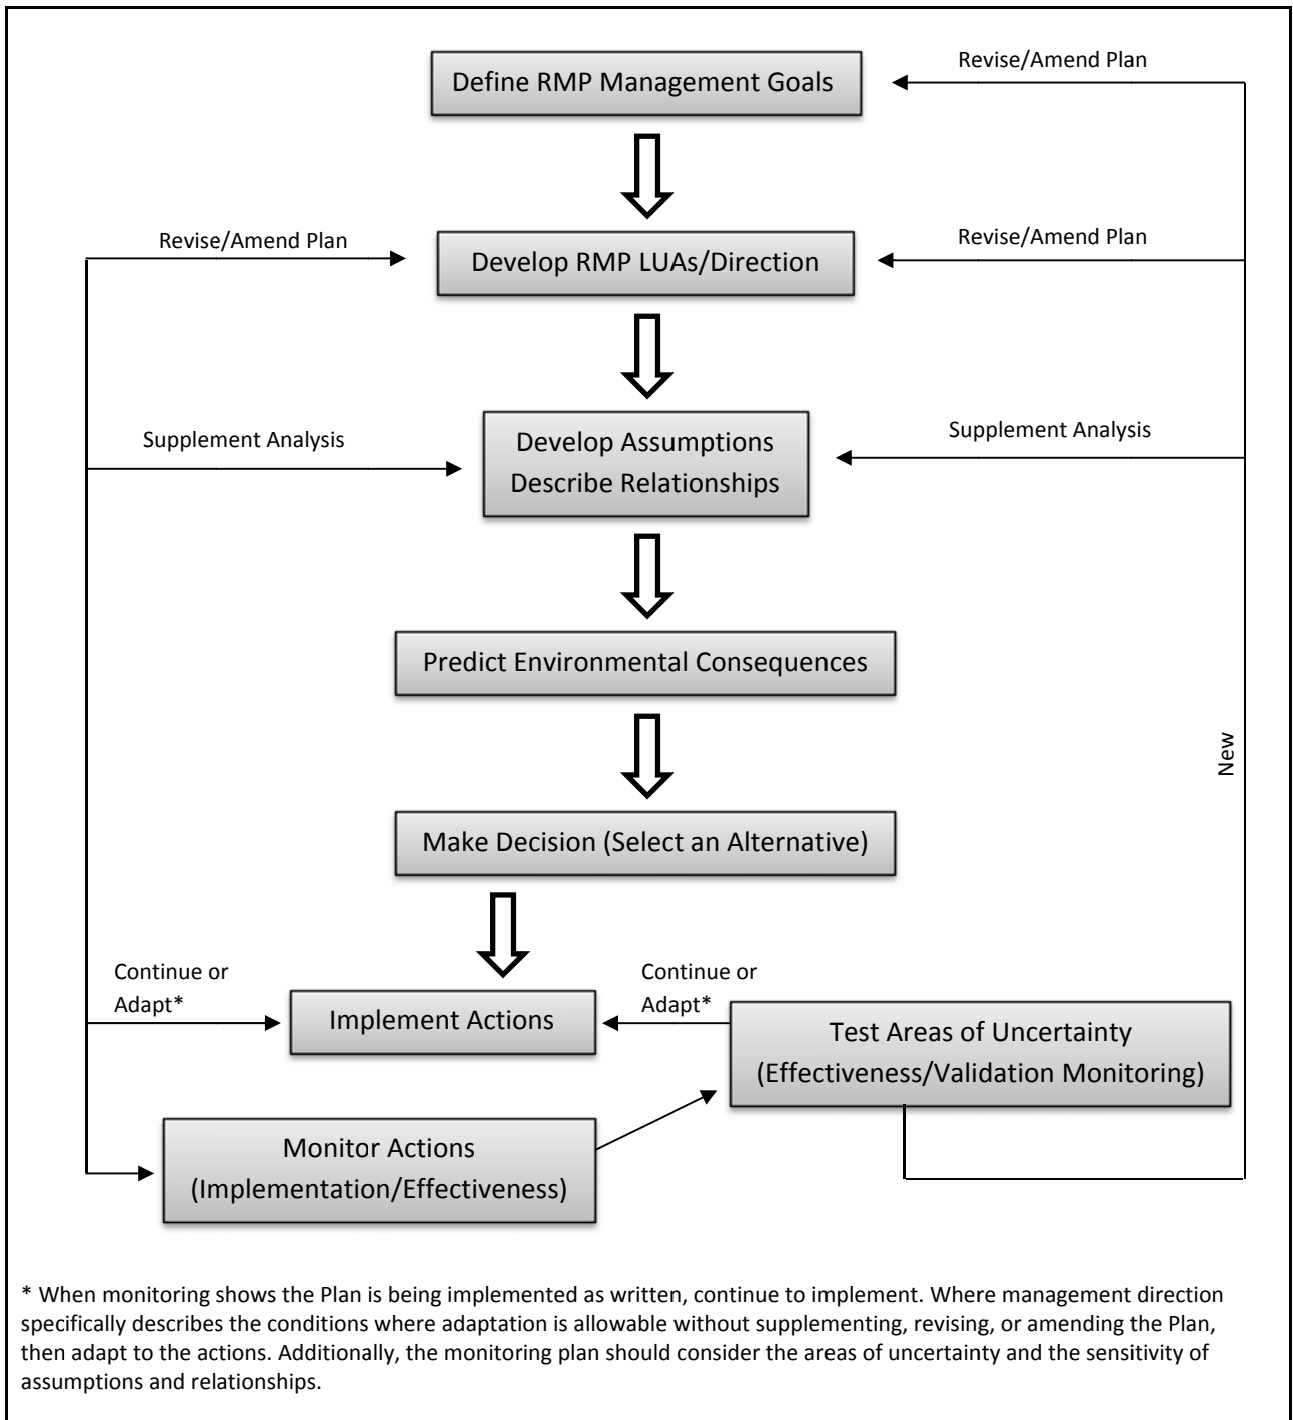 Revise/Amend Plan
Define RMP Management Goals
Revise/Amend Plan
Revise/Amend Plan
Develop RMP LUAs/Direction
Supplement Analysis
Supplement Analysis
Develop Assumptions
Describe Relationships
Predict Environmental Consequences
New
Make Decision (Select an Alternative)
Continue or
Adapt*
Continue or
Adapt*
Implement Actions
Test Areas of Uncertainty
(Effectiveness/Validation Monitoring)
Monitor Actions
(Implementation/Effectiveness)
* When monitoring shows the Plan is being implemented as written, continue to implement. Where management direction
specifically describes the conditions where adaptation is allowable without supplementing, revising, or amending the Plan,
then adapt to the actions. Additionally, the monitoring plan should consider the areas of uncertainty and the sensitivity of
assumptions and relationships.